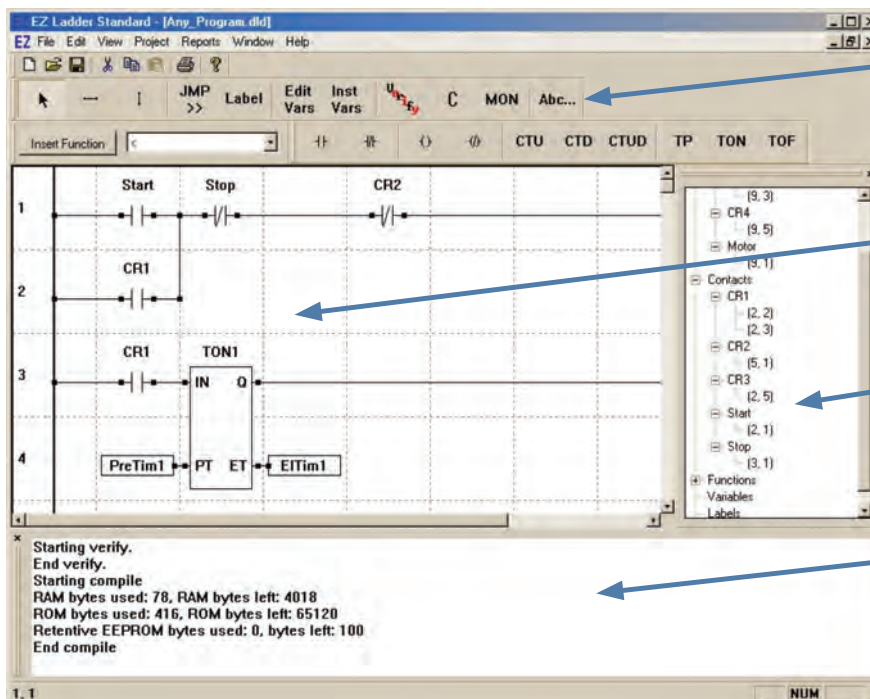 EZ Ladder Standard - [Any_Program.dld]
EZ File Edit View Project Reports Window Help
JMP >> Label Edit Vars Inst Vars Unify C MON Abc...
Insert Function < CTU CTD CTUD TP TON TOF
Start Stop CR2
1
CR1
2
CR1 TON1
3 IN Q
4 PreTim1 PT ET ElTim1
(9, 3)
CR4
(9, 5)
Motor
(9, 1)
Contacts
CR1
(2, 2)
(2, 3)
CR2
(5, 1)
CR3
(2, 5)
Start
(2, 1)
Stop
(3, 1)
Functions
Variables
Labels
Starting verify.
End verify.
Starting compile
RAM bytes used: 78, RAM bytes left: 4018
ROM bytes used: 416, ROM bytes left: 65120
Retentive EEPROM bytes used: 0, bytes left: 100
End compile
1, 1 NUM